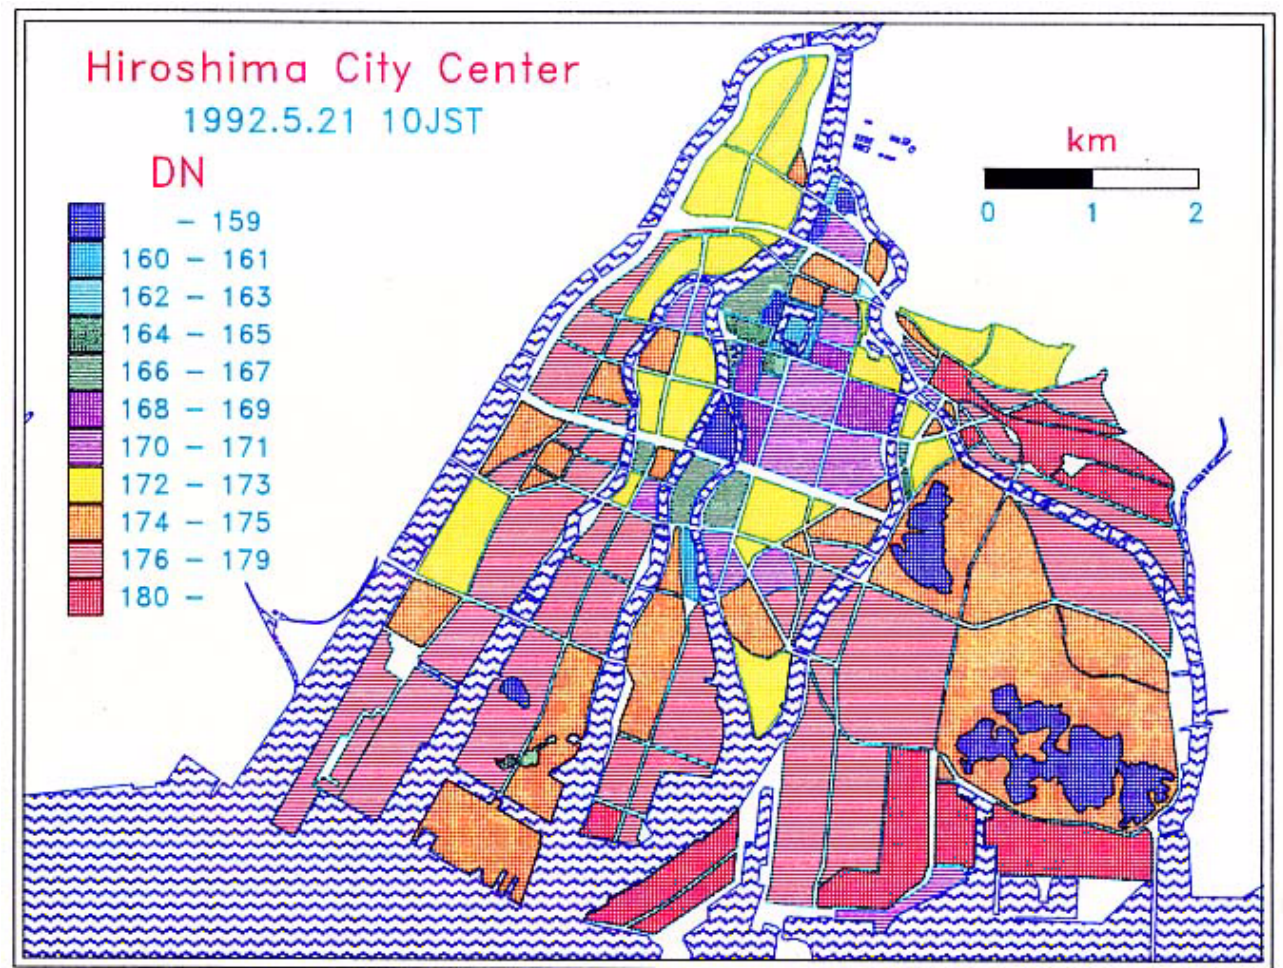 Hiroshima City Center
1992.5.21 10JST
DN
- 159
160 - 161
162 - 163
164 - 165
166 - 167
168 - 169
170 - 171
172 - 173
174 - 175
176 - 179
180 -
km
0 1 2